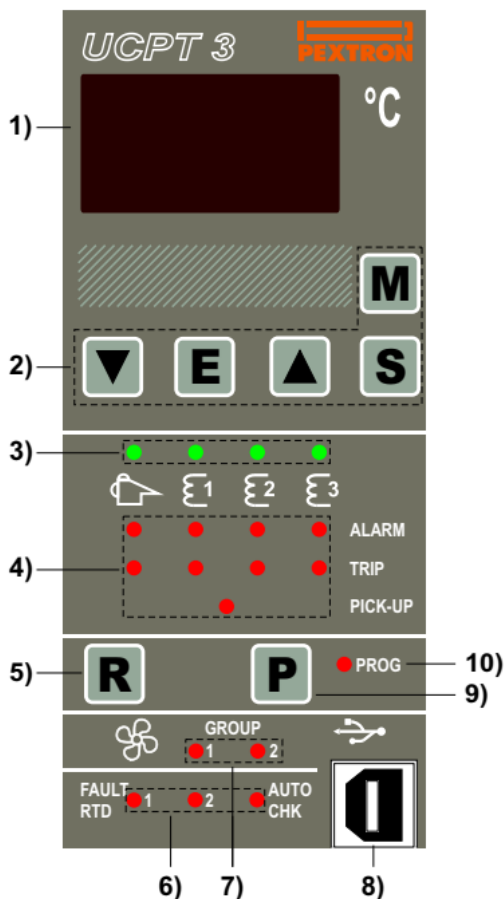 UCPT 3
PEXTRON
1)
°C
M
2)
E
S
3)
1 2 3
ALARM
4)
TRIP
PICK-UP
5)
R
P
PROG
10)
9)
GROUP
1 2
FAULT RTD
1 2
AUTO CHK
6)
7)
8)